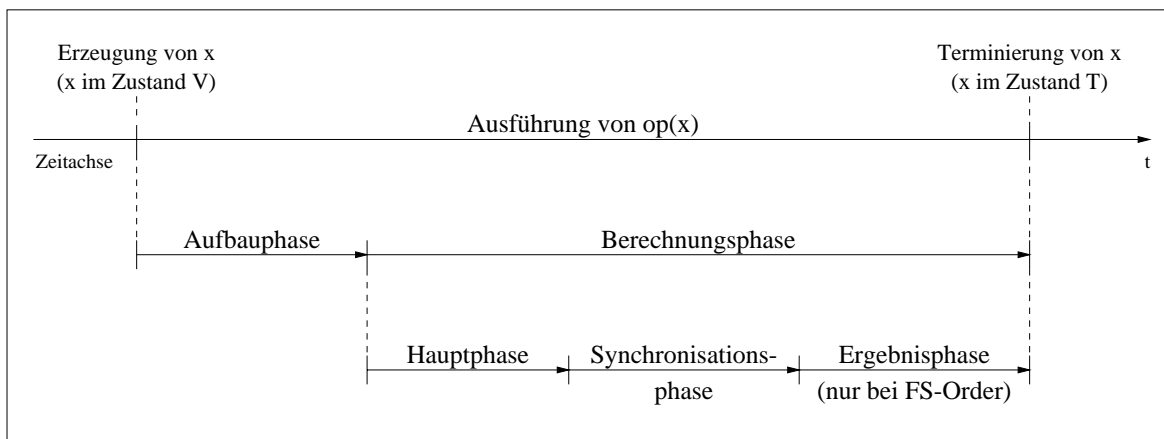 Erzeugung von x
(x im Zustand V)
Terminierung von x
(x im Zustand T)
Ausführung von op(x)
Zeitachse
t
Aufbauphase
Berechnungsphase
Hauptphase
Synchronisations-
phase
Ergebnisphase
(nur bei FS-Order)